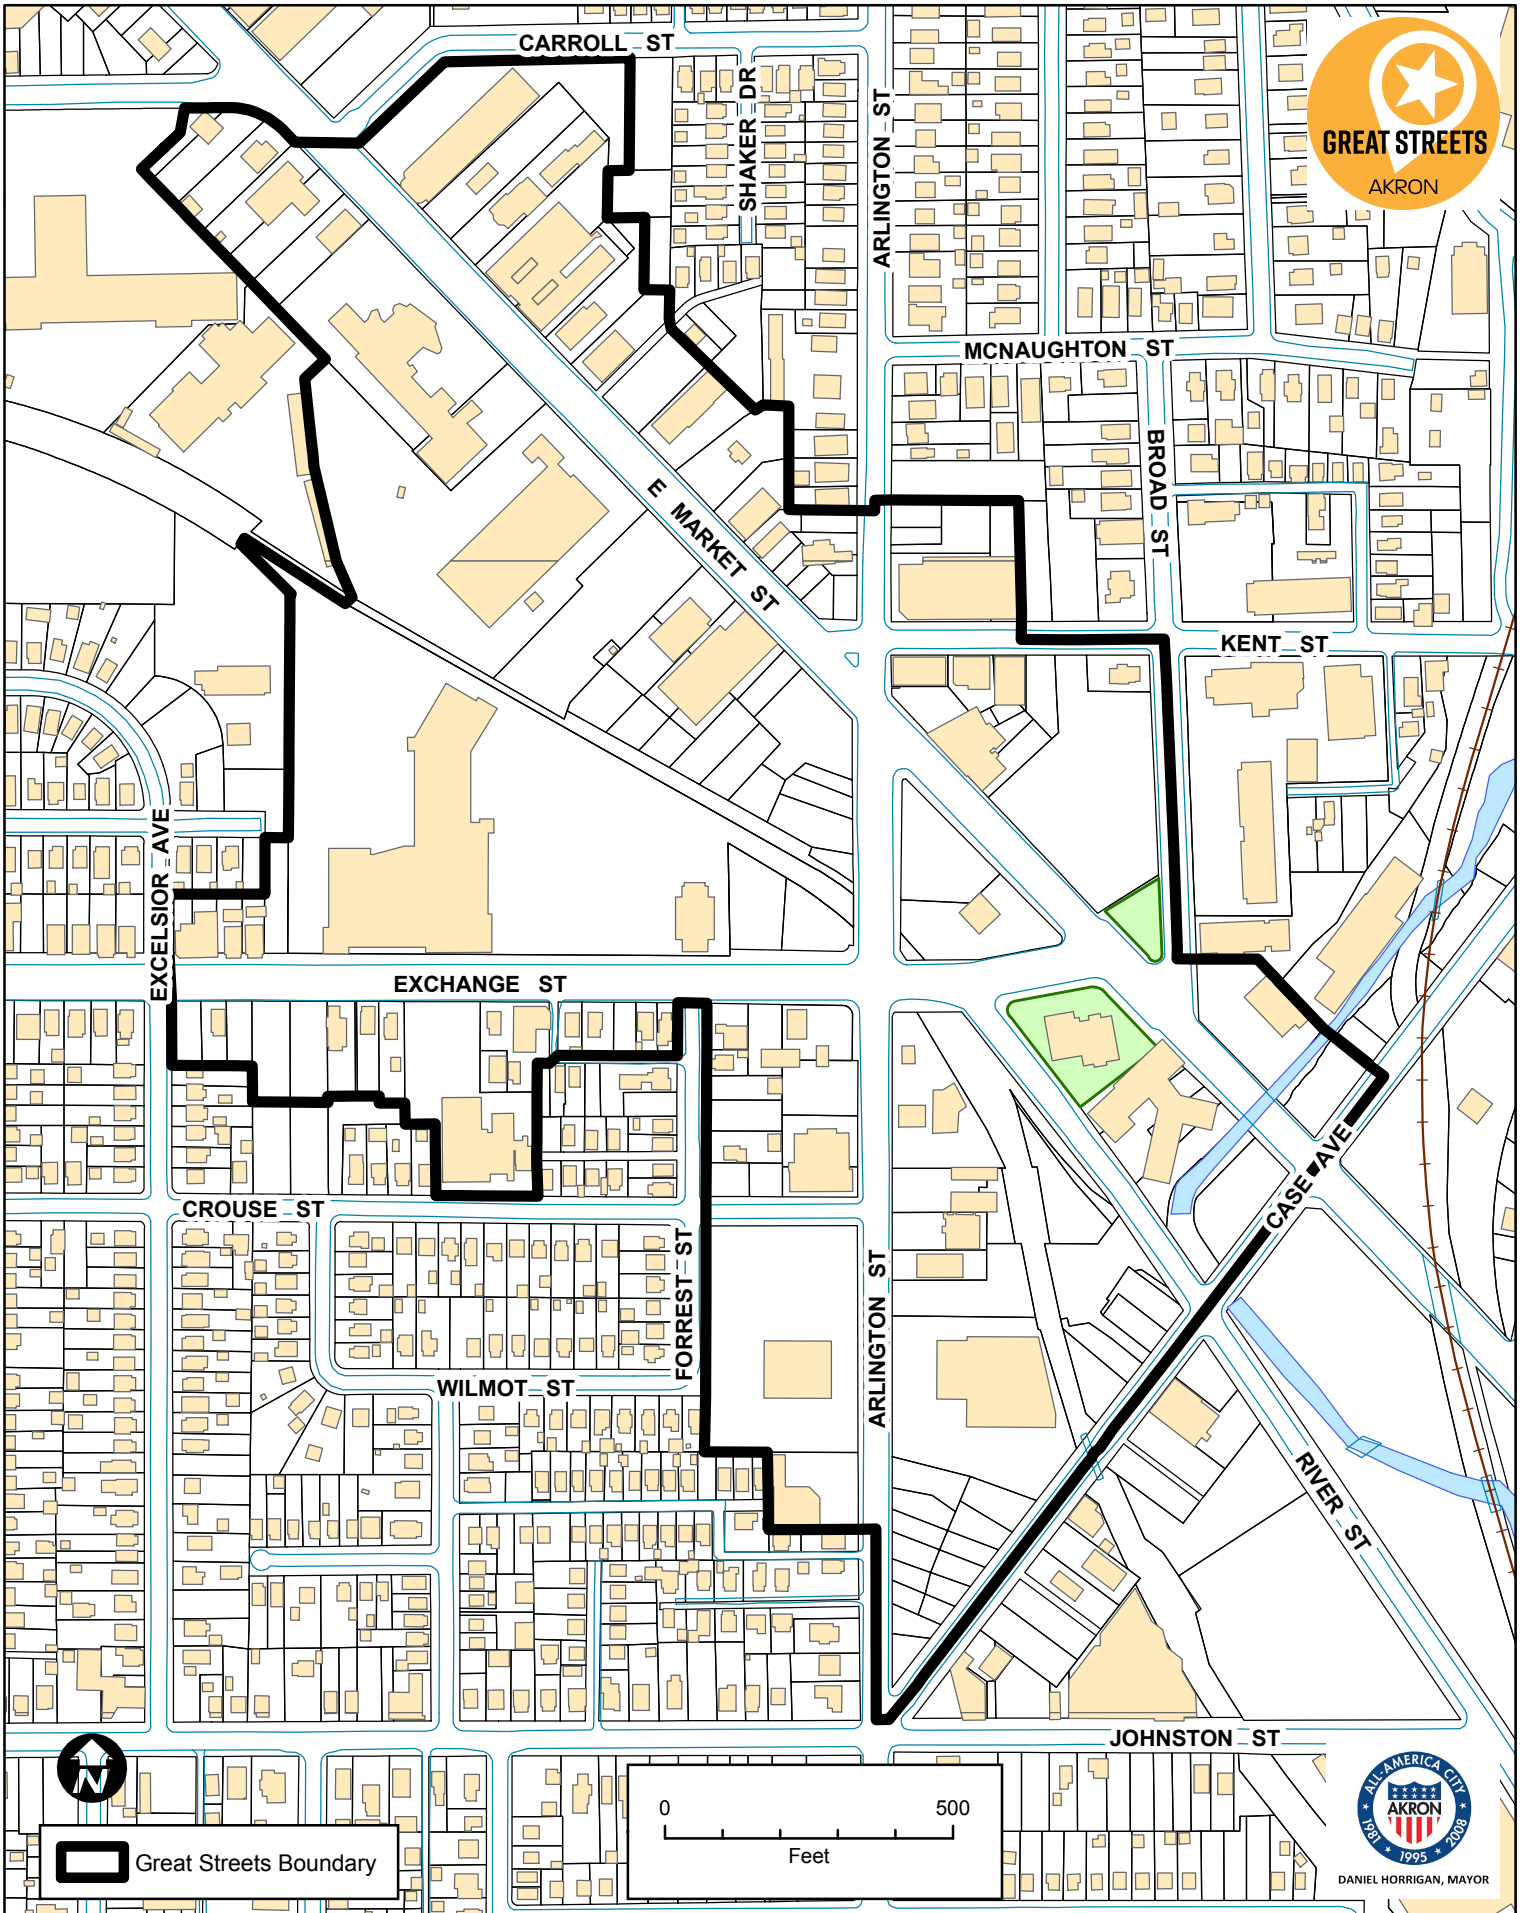 CARROLL ST
SHAKER DR
ARLINGTON ST
GREAT STREETS
AKRON
MCNAUGHTON ST
BROAD ST
E MARKET ST
KENT ST
EXCELSIOR AVE
EXCHANGE ST
CASE AVE
CROUSE ST
FORREST ST
ARLINGTON ST
WILMOT ST
RIVER ST
JOHNSTON ST
N
Great Streets Boundary
0 500
Feet
ALL-AMERICA CITY
AKRON
1981 ★ 1995 ★ 2008
DANIEL HORRIGAN, MAYOR